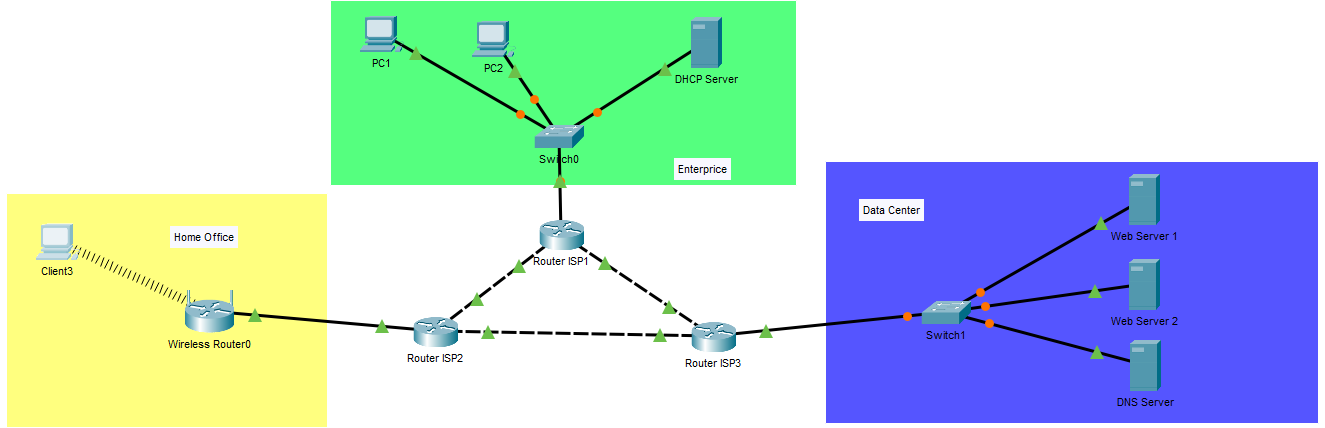 PC1
PC2
DHCP Server
Switch0
Enterprice
Data Center
Web Server 1
Home Office
Client3
Router ISP1
Web Server 2
Switch1
Wireless Router0
Router ISP2
Router ISP3
DNS Server